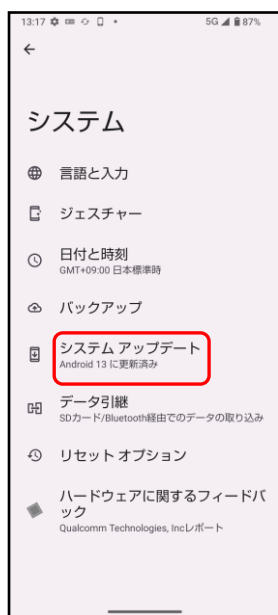 13:17 5G 87%
システム
言語と入力
ジェスチャー
日付と時刻
GMT+09:00 日本標準時
バックアップ
システム アップデート
Android 13 に更新済み
データ引継
SDカード/Bluetooth経由でのデータの取り込み
リセット オプション
ハードウェアに関するフィードバ
ック
Qualcomm Technologies, Incレポート